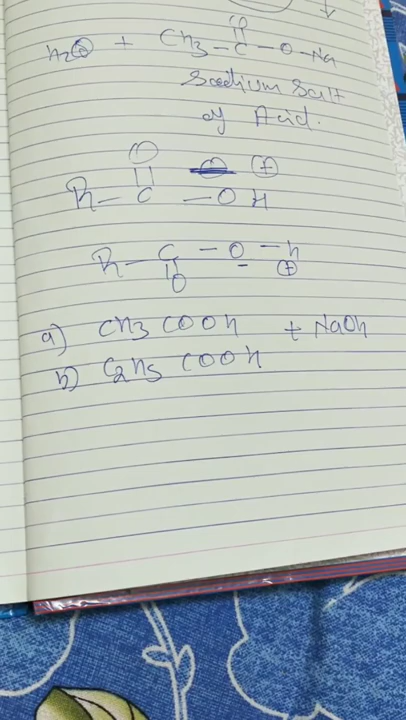 O
||
H2O + CH3 – C – O – Na
Sodium Salt
of Acid.
O
||
R – C – O H
R – C – O – H
||
O
a) CH3 COOH + NaOH
b) C2H5 COOH